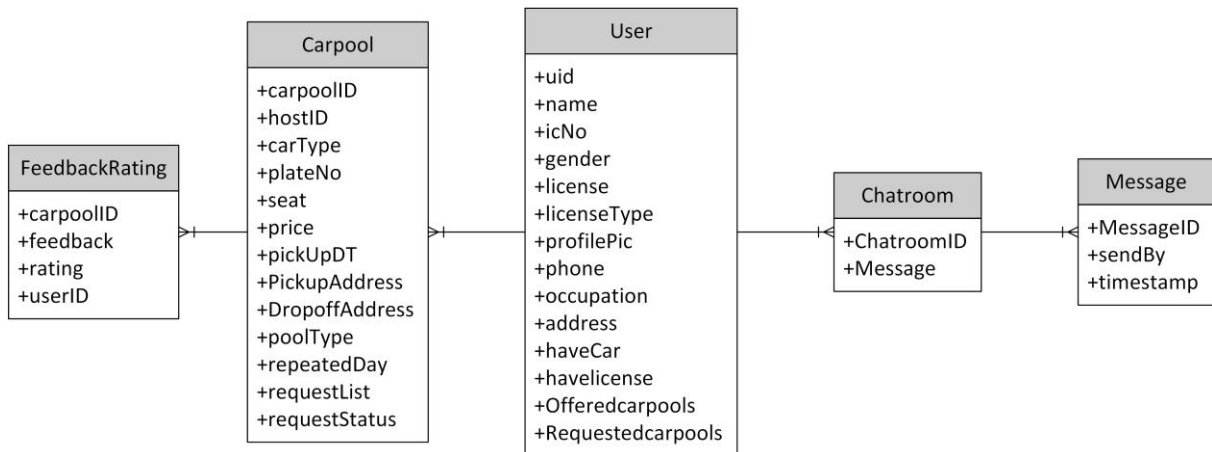 FeedbackRating
+carpoolID
+feedback
+rating
+userID
Carpool
+carpoolID
+hostID
+carType
+plateNo
+seat
+price
+pickUpDT
+PickupAddress
+DropoffAddress
+poolType
+repeatedDay
+requestList
+requestStatus
User
+uid
+name
+icNo
+gender
+license
+licenseType
+profilePic
+phone
+occupation
+address
+haveCar
+havelicense
+Offeredcarpools
+Requestedcarpools
Chatroom
+ChatroomID
+Message
Message
+MessageID
+sendBy
+timestamp